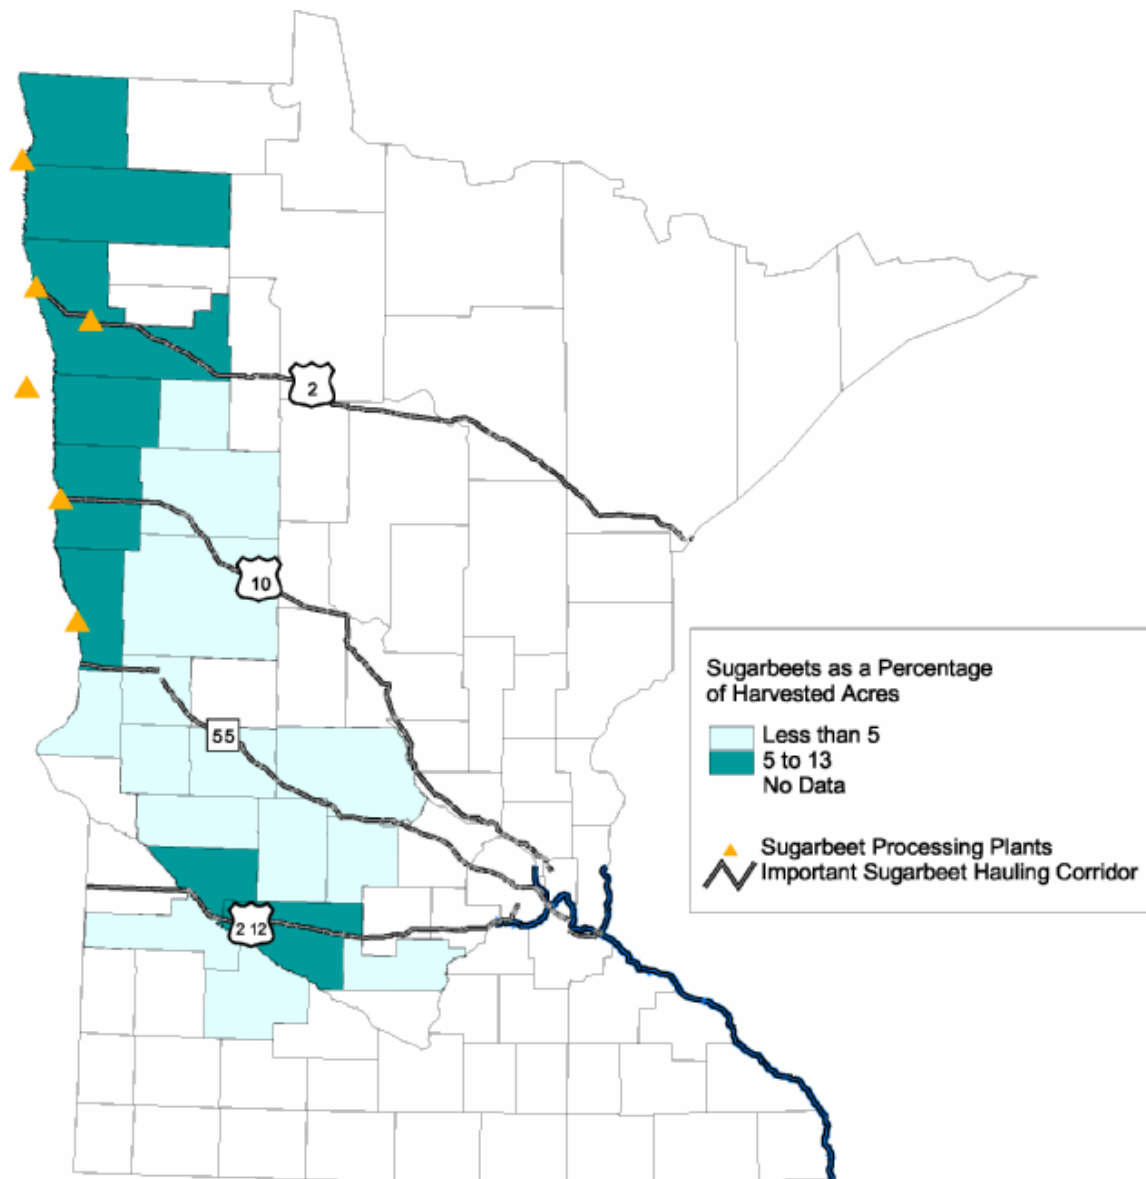 2
10
55
2 12
Sugarbeets as a Percentage
of Harvested Acres
Less than 5
5 to 13
No Data
Sugarbeet Processing Plants
Important Sugarbeet Hauling Corridor